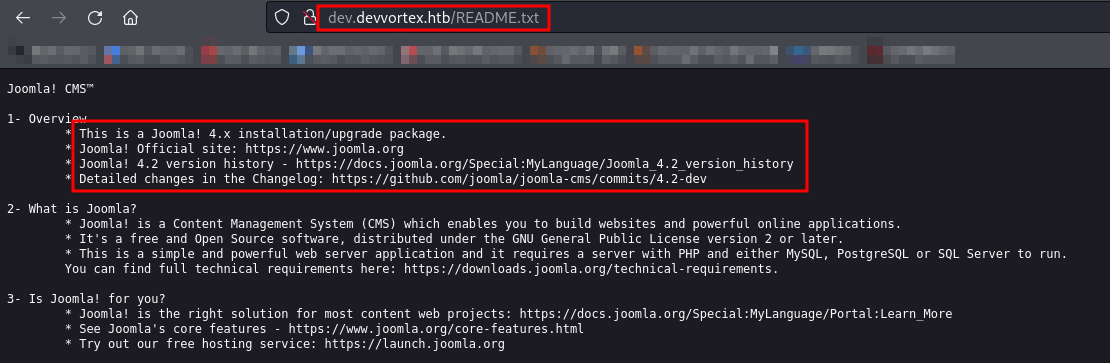 dev.devvortex.htb/README.txt
Joomla! CMS™
1- Overview
* This is a Joomla! 4.x installation/upgrade package.
* Joomla! Official site: https://www.joomla.org
* Joomla! 4.2 version history - https://docs.joomla.org/Special:MyLanguage/Joomla_4.2_version_history
* Detailed changes in the Changelog: https://github.com/joomla/joomla-cms/commits/4.2-dev
2- What is Joomla?
* Joomla! is a Content Management System (CMS) which enables you to build websites and powerful online applications.
* It's a free and Open Source software, distributed under the GNU General Public License version 2 or later.
* This is a simple and powerful web server application and it requires a server with PHP and either MySQL, PostgreSQL or SQL Server to run.
You can find full technical requirements here: https://downloads.joomla.org/technical-requirements.
3- Is Joomla! for you?
* Joomla! is the right solution for most content web projects: https://docs.joomla.org/Special:MyLanguage/Portal:Learn_More
* See Joomla's core features - https://www.joomla.org/core-features.html
* Try out our free hosting service: https://launch.joomla.org